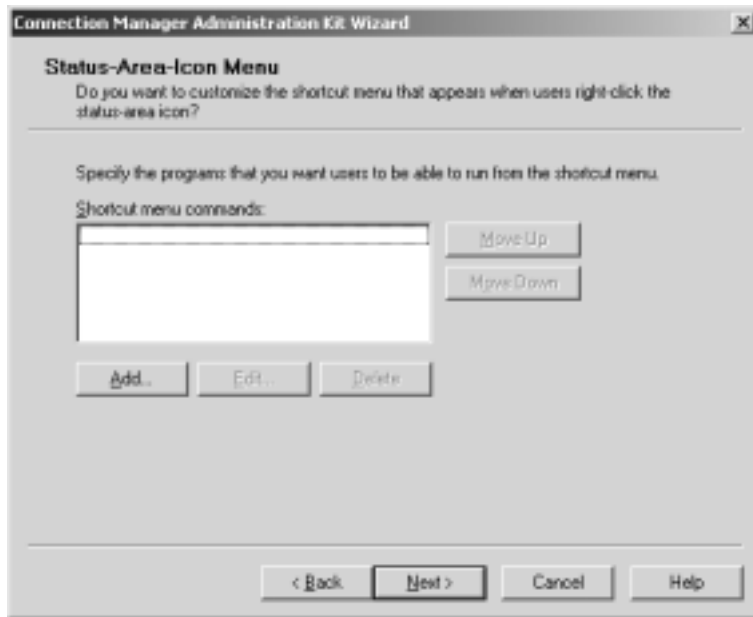 Connection Manager Administration Kit Wizard
Status-Area-Icon Menu
Do you want to customize the shortcut menu that appears when users right-click the
status-area icon?
Specify the programs that you want users to be able to run from the shortcut menu.
Shortcut menu commands:
Move Up
Move Down
Add... Edit... Delete
< Back Next > Cancel Help